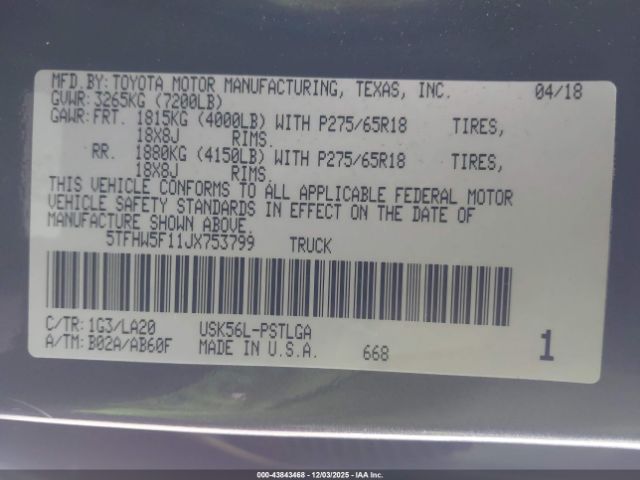 MFD.BY:TOYOTA MOTOR MANUFACTURING, TEXAS, INC. 04/18
GVWR:3265KG (7200LB)
GAWR:FRT. 1815KG (4000LB) WITH P275/65R18 TIRES,
18X8J RIMS.
RR. 1880KG (4150LB) WITH P275/65R18 TIRES,
18X8J RIMS.
THIS VEHICLE CONFORMS TO ALL APPLICABLE FEDERAL MOTOR
VEHICLE SAFETY STANDARDS IN EFFECT ON THE DATE OF
MANUFACTURE SHOWN ABOVE.
5TFHW5F11JX753799 TRUCK
C/TR:1G3/LA20 USK56L-PSTLGA
A/TM:B02A/AB60F MADE IN U.S.A. 668 1
000-43843468 - 12/03/2025 - IAA Inc.